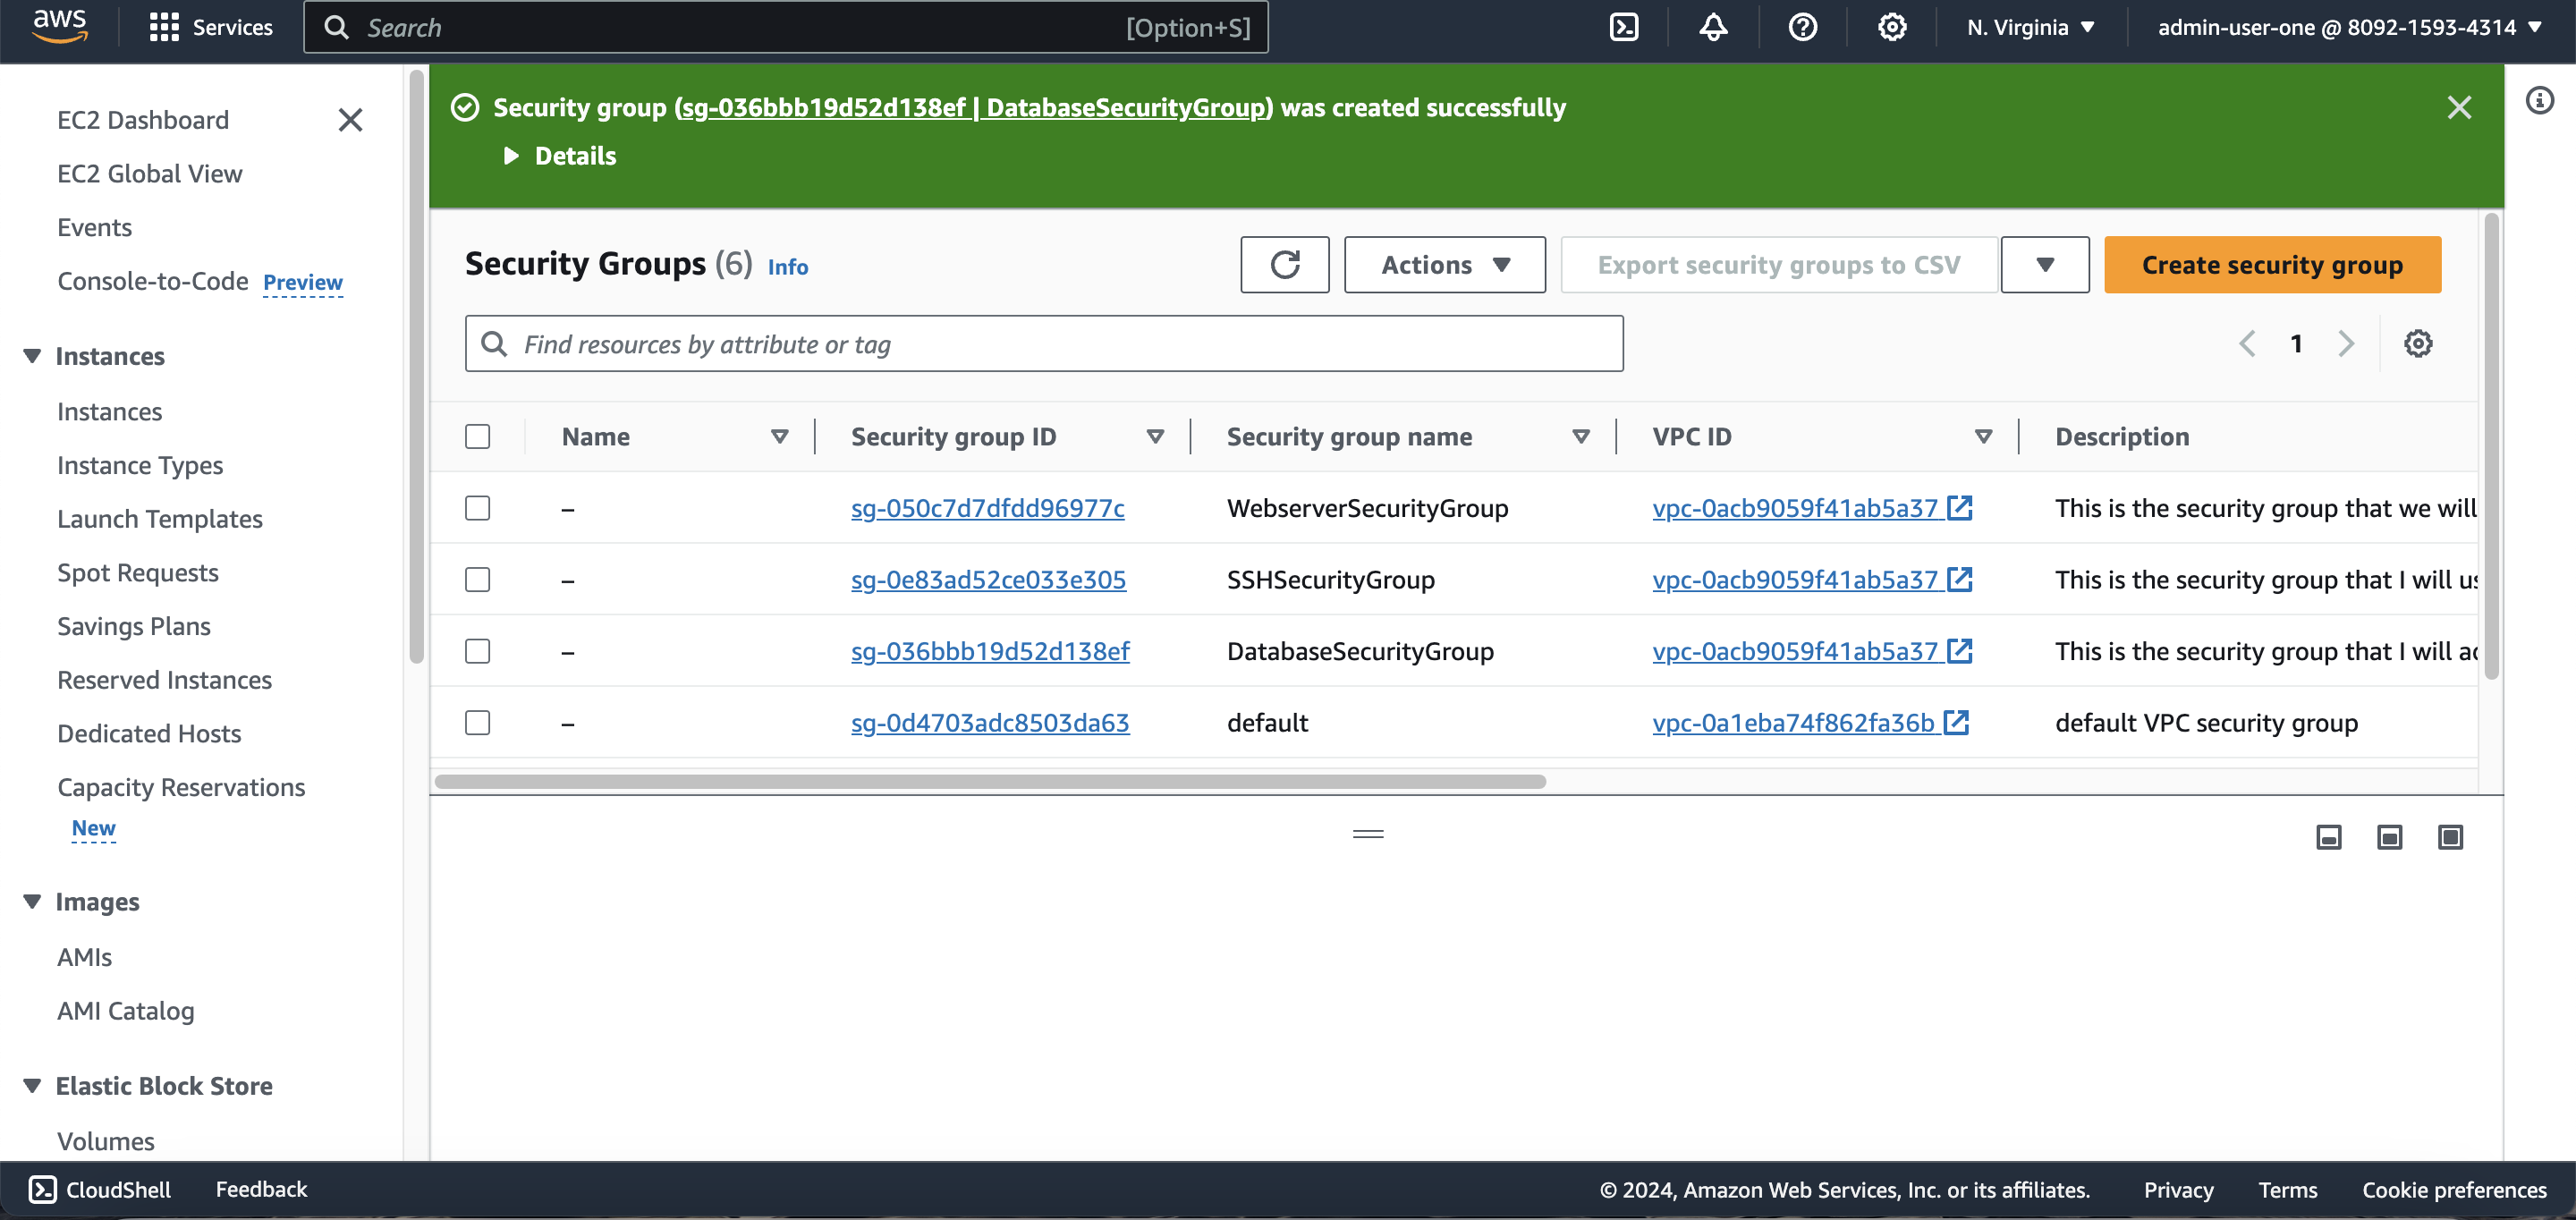 aws
Services
Search [Option+S]
N. Virginia
admin-user-one @ 8092-1593-4314
EC2 Dashboard
EC2 Global View
Events
Console-to-Code Preview
Instances
Instances
Instance Types
Launch Templates
Spot Requests
Savings Plans
Reserved Instances
Dedicated Hosts
Capacity Reservations
New
Images
AMIs
AMI Catalog
Elastic Block Store
Volumes
Security group (sg-036bbb19d52d138ef | DatabaseSecurityGroup) was created successfully
Details
Security Groups (6) Info
Actions
Export security groups to CSV
Create security group
Find resources by attribute or tag
1
Name Security group ID Security group name VPC ID Description
– sg-050c7d7dfdd96977c WebserverSecurityGroup vpc-0acb9059f41ab5a37 This is the security group that we will
– sg-0e83ad52ce033e305 SSHSecurityGroup vpc-0acb9059f41ab5a37 This is the security group that I will us
– sg-036bbb19d52d138ef DatabaseSecurityGroup vpc-0acb9059f41ab5a37 This is the security group that I will ac
– sg-0d4703adc8503da63 default vpc-0a1eba74f862fa36b default VPC security group
CloudShell Feedback © 2024, Amazon Web Services, Inc. or its affiliates. Privacy Terms Cookie preferences